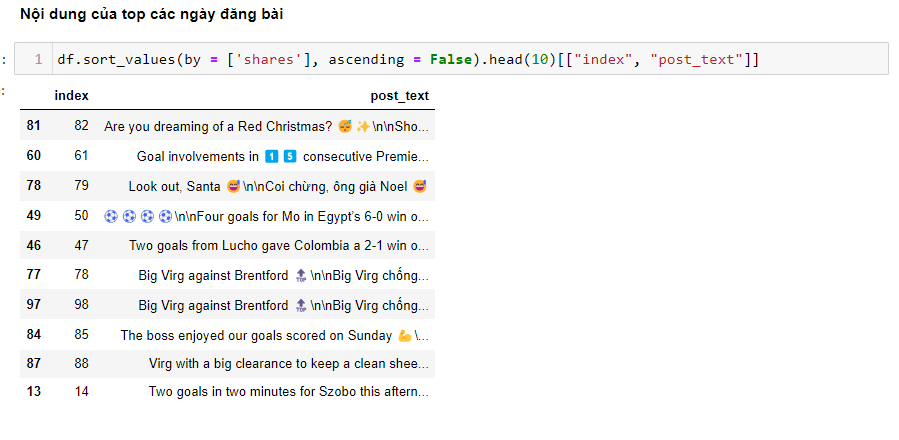 Nội dung của top các ngày đăng bài
: 1 df.sort_values(by = ['shares'], ascending = False).head(10)[["index", "post_text"]]
:
index post_text
81 82 Are you dreaming of a Red Christmas? 😴 ✨\n\nSho...
60 61 Goal involvements in 1️⃣ 5️⃣ consecutive Premie...
78 79 Look out, Santa 😅\n\nCoi chừng, ông già Noel 😅
49 50 ⚽ ⚽ ⚽ ⚽\n\nFour goals for Mo in Egypt's 6-0 win o...
46 47 Two goals from Lucho gave Colombia a 2-1 win o...
77 78 Big Virg against Brentford 🔝\n\nBig Virg chống...
97 98 Big Virg against Brentford 🔝\n\nBig Virg chống...
84 85 The boss enjoyed our goals scored on Sunday 💪\...
87 88 Virg with a big clearance to keep a clean shee...
13 14 Two goals in two minutes for Szobo this aftern...